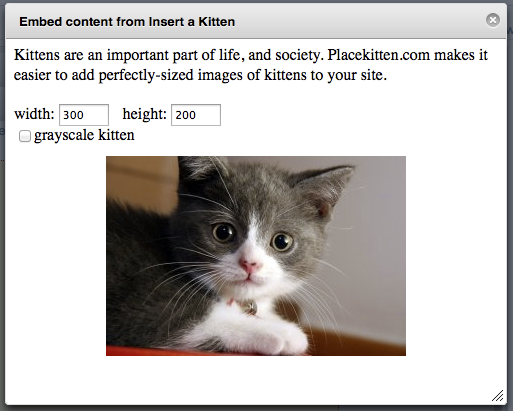 Embed content from Insert a Kitten
Kittens are an important part of life, and society. Placekitten.com makes it
easier to add perfectly-sized images of kittens to your site.
width: 300 height: 200
grayscale kitten